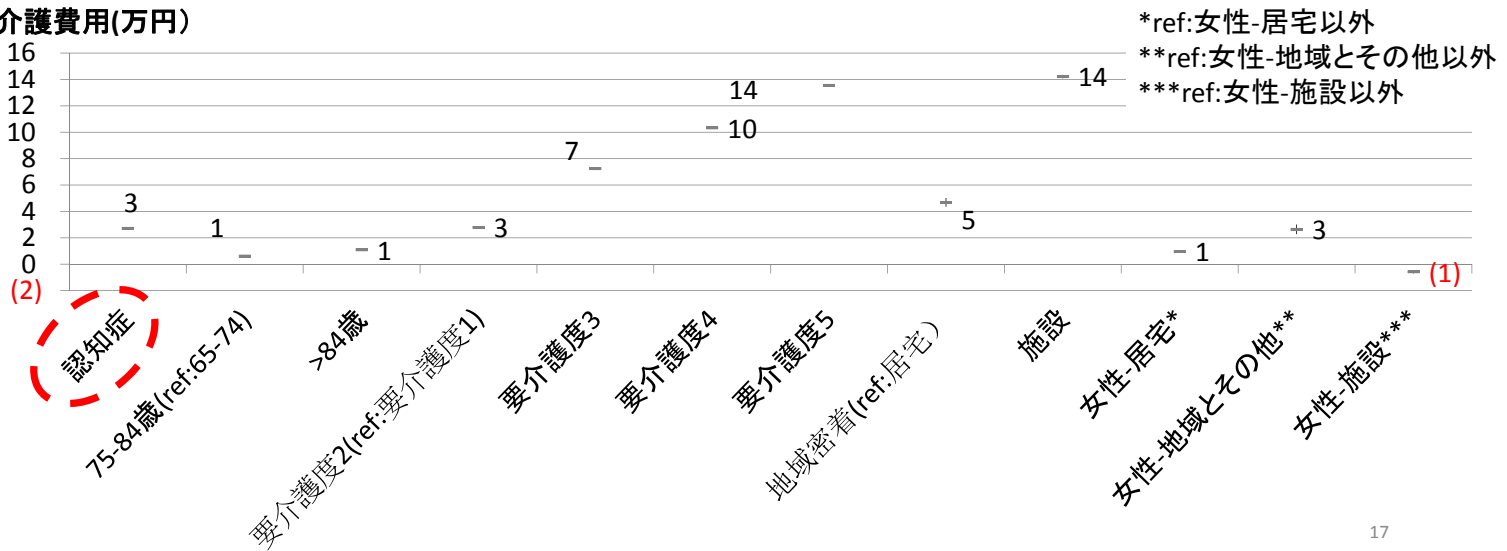 介護費用(万円)
*ref:女性-居宅以外
**ref:女性-地域とその他以外
***ref:女性-施設以外
16
14
12
10
8
6
4
2
0
(2)
3
1
1
3
7
10
14
5
14
1
3
(1)
認知症
75-84歳(ref:65-74)
>84歳
要介護度2(ref:要介護度1)
要介護度3
要介護度4
要介護度5
地域密着(ref:居宅)
施設
女性-居宅*
女性-地域とその他**
女性-施設***
17